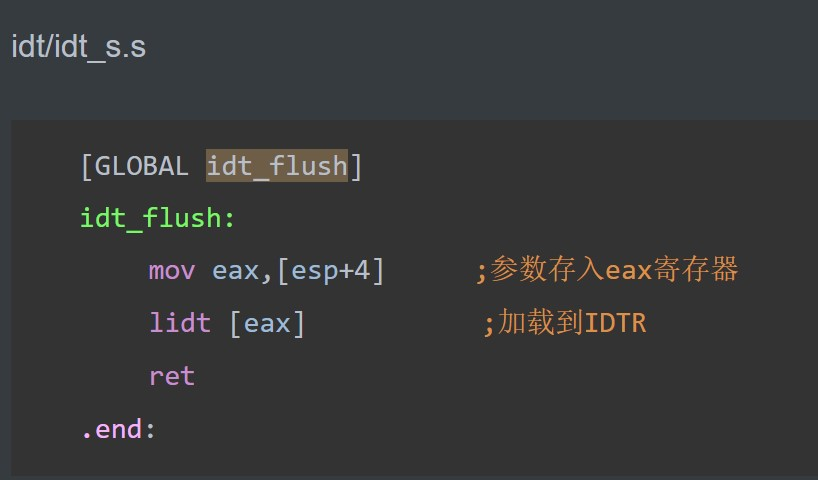 idt/idt_s.s
[GLOBAL idt_flush]
idt_flush:
mov eax,[esp+4] ;参数存入eax寄存器
lidt [eax] ;加载到IDTR
ret
.end: